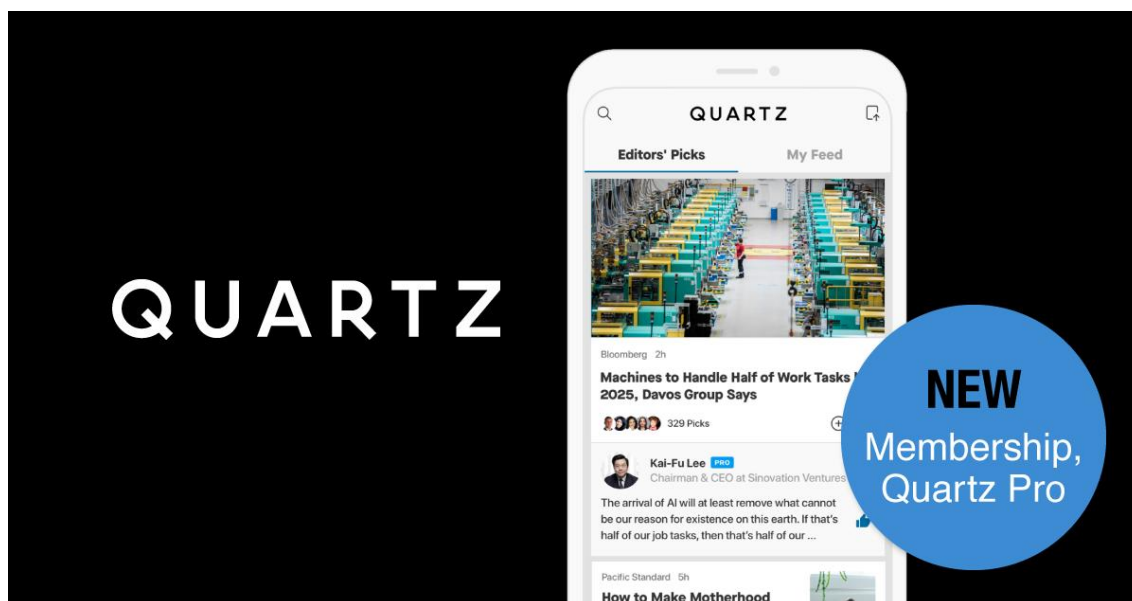 QUARTZ
QUARTZ
Editors' Picks
My Feed
Bloomberg 2h
Machines to Handle Half of Work Tasks
2025, Davos Group Says
329 Picks
Kai-Fu Lee PRO
Chairman & CEO at Sinovation Ventures
The arrival of AI will at least remove what cannot
be our reason for existence on this earth. If that's
half of our job tasks, then that's half of our ...
Pacific Standard 5h
How to Make Motherhood
NEW
Membership,
Quartz Pro